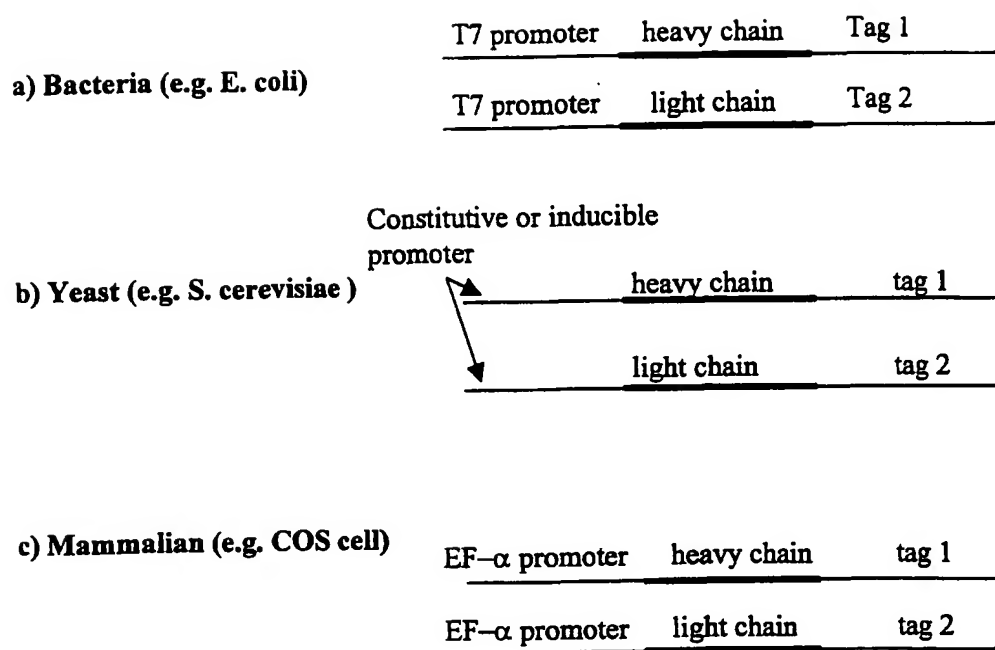 T7 promoter heavy chain Tag 1
a) Bacteria (e.g. E. coli)
T7 promoter light chain Tag 2
Constitutive or inducible
promoter
b) Yeast (e.g. S. cerevisiae )
heavy chain tag 1
light chain tag 2
c) Mammalian (e.g. COS cell)
EF–α promoter heavy chain tag 1
EF–α promoter light chain tag 2